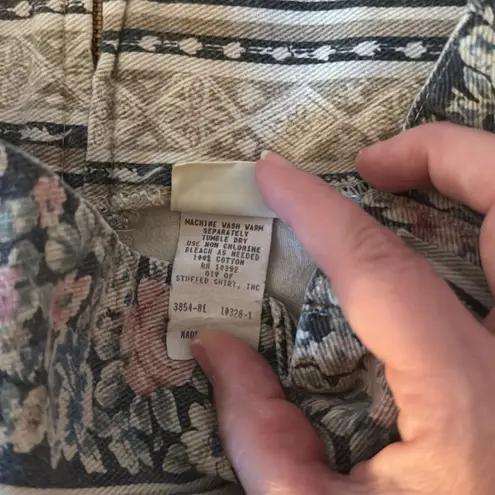 MACHINE WASH WARM
SEPARATELY
TUMBLE DRY
USE NON CHLORINE
BLEACH AS NEEDED
100% COTTON
RN 10392
DIV OF
STUFFED SHIRT, INC
3854-8L 10328-1
MADE